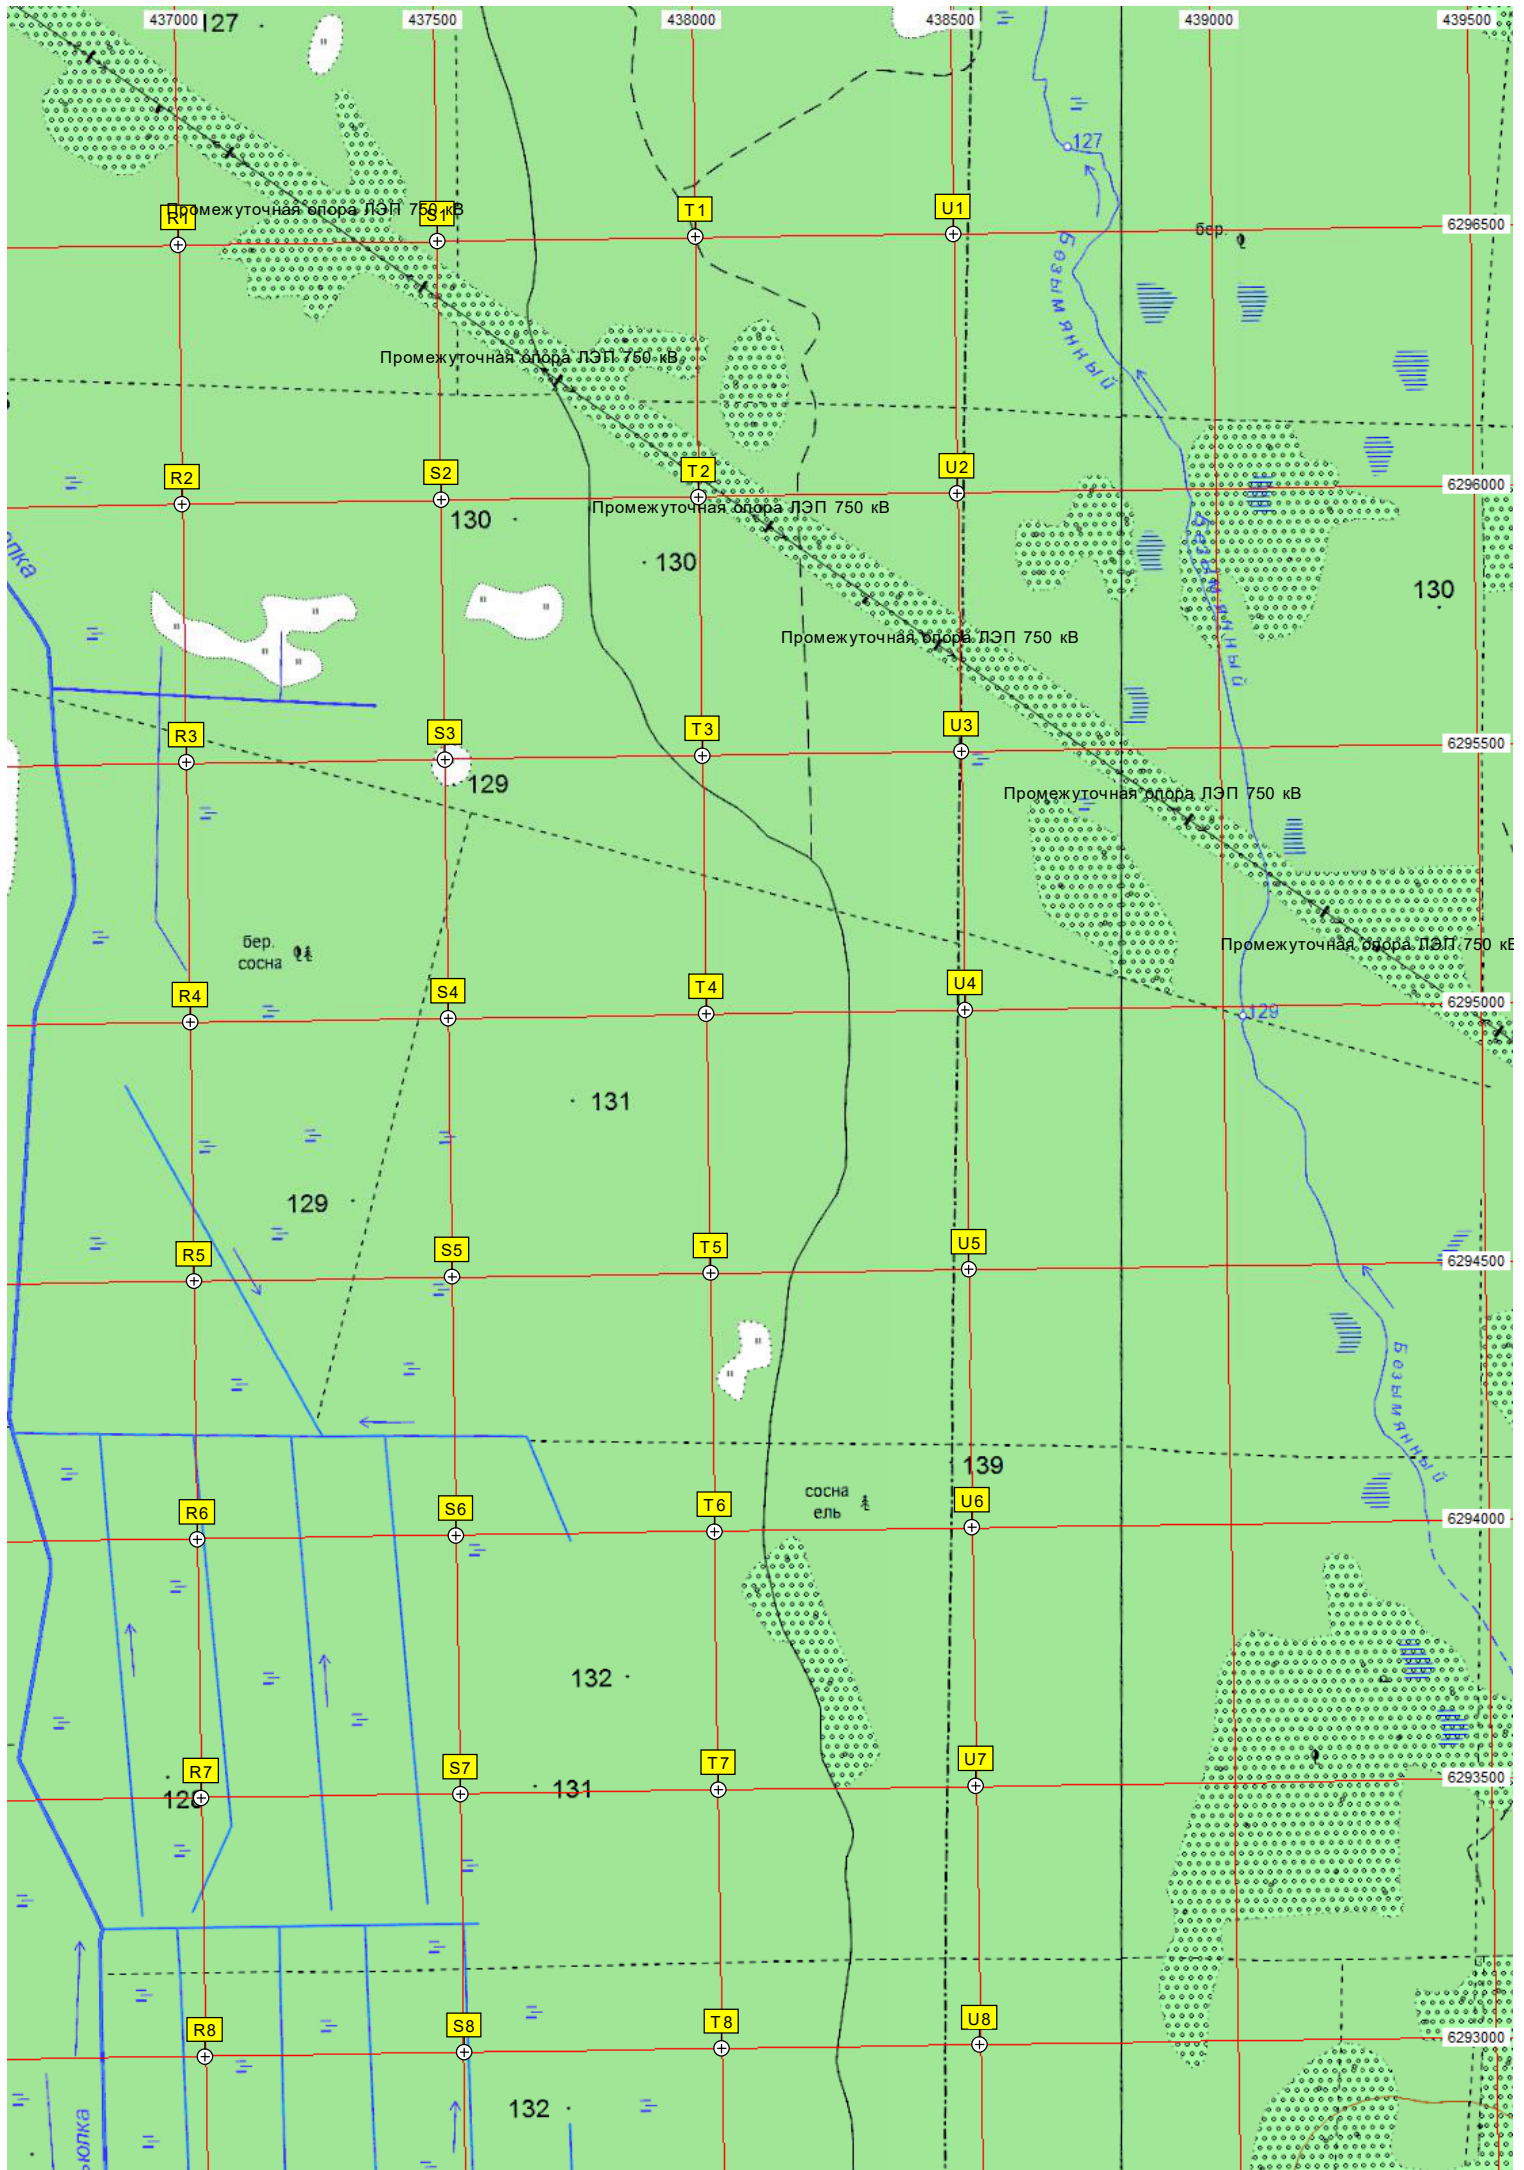 437000
437500
438000
438500
439000
439500
127
127
R1
S1
T1
U1
Промежуточная опора ЛЭП 750 кВ
6296500
бер.
Безымянный
Промежуточная опора ЛЭП 750 кВ
R2
S2
T2
U2
6296000
130
Промежуточная опора ЛЭП 750 кВ
130
130
Безымянный
Промежуточная опора ЛЭП 750 кВ
R3
S3
T3
U3
6295500
129
Промежуточная опора ЛЭП 750 кВ
бер.
сосна
Промежуточная опора ЛЭП 750 кВ
R4
S4
T4
U4
6295000
129
131
129
R5
S5
T5
U5
6294500
Безымянный
139
сосна
ель
R6
S6
T6
U6
6294000
132
R7
S7
T7
U7
6293500
131
R8
S8
T8
U8
6293000
132